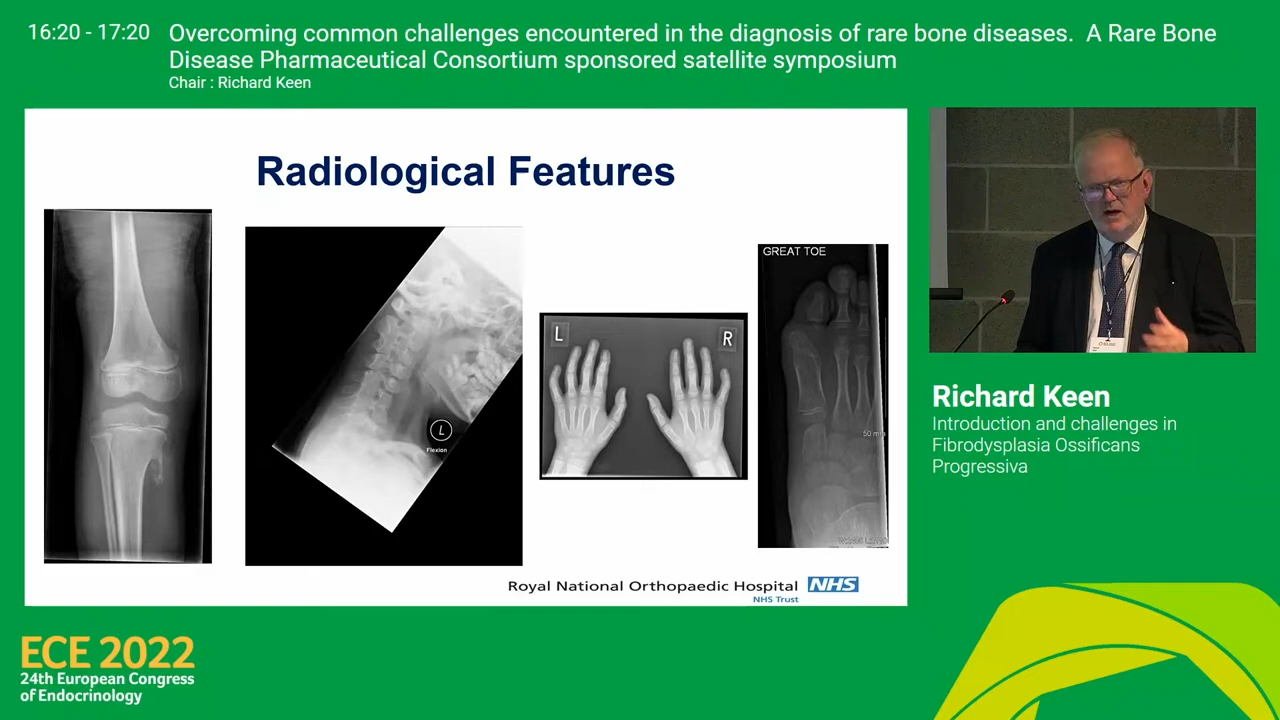 16:20 - 17:20
Overcoming common challenges encountered in the diagnosis of rare bone diseases. A Rare Bone
Disease Pharmaceutical Consortium sponsored satellite symposium
Chair : Richard Keen
Radiological Features
GREAT TOE
L
R
L
Flexion
50 mm
Royal National Orthopaedic Hospital NHS
NHS Trust
Richard Keen
Introduction and challenges in
Fibrodysplasia Ossificans
Progressiva
ECE 2022
24th European Congress
of Endocrinology